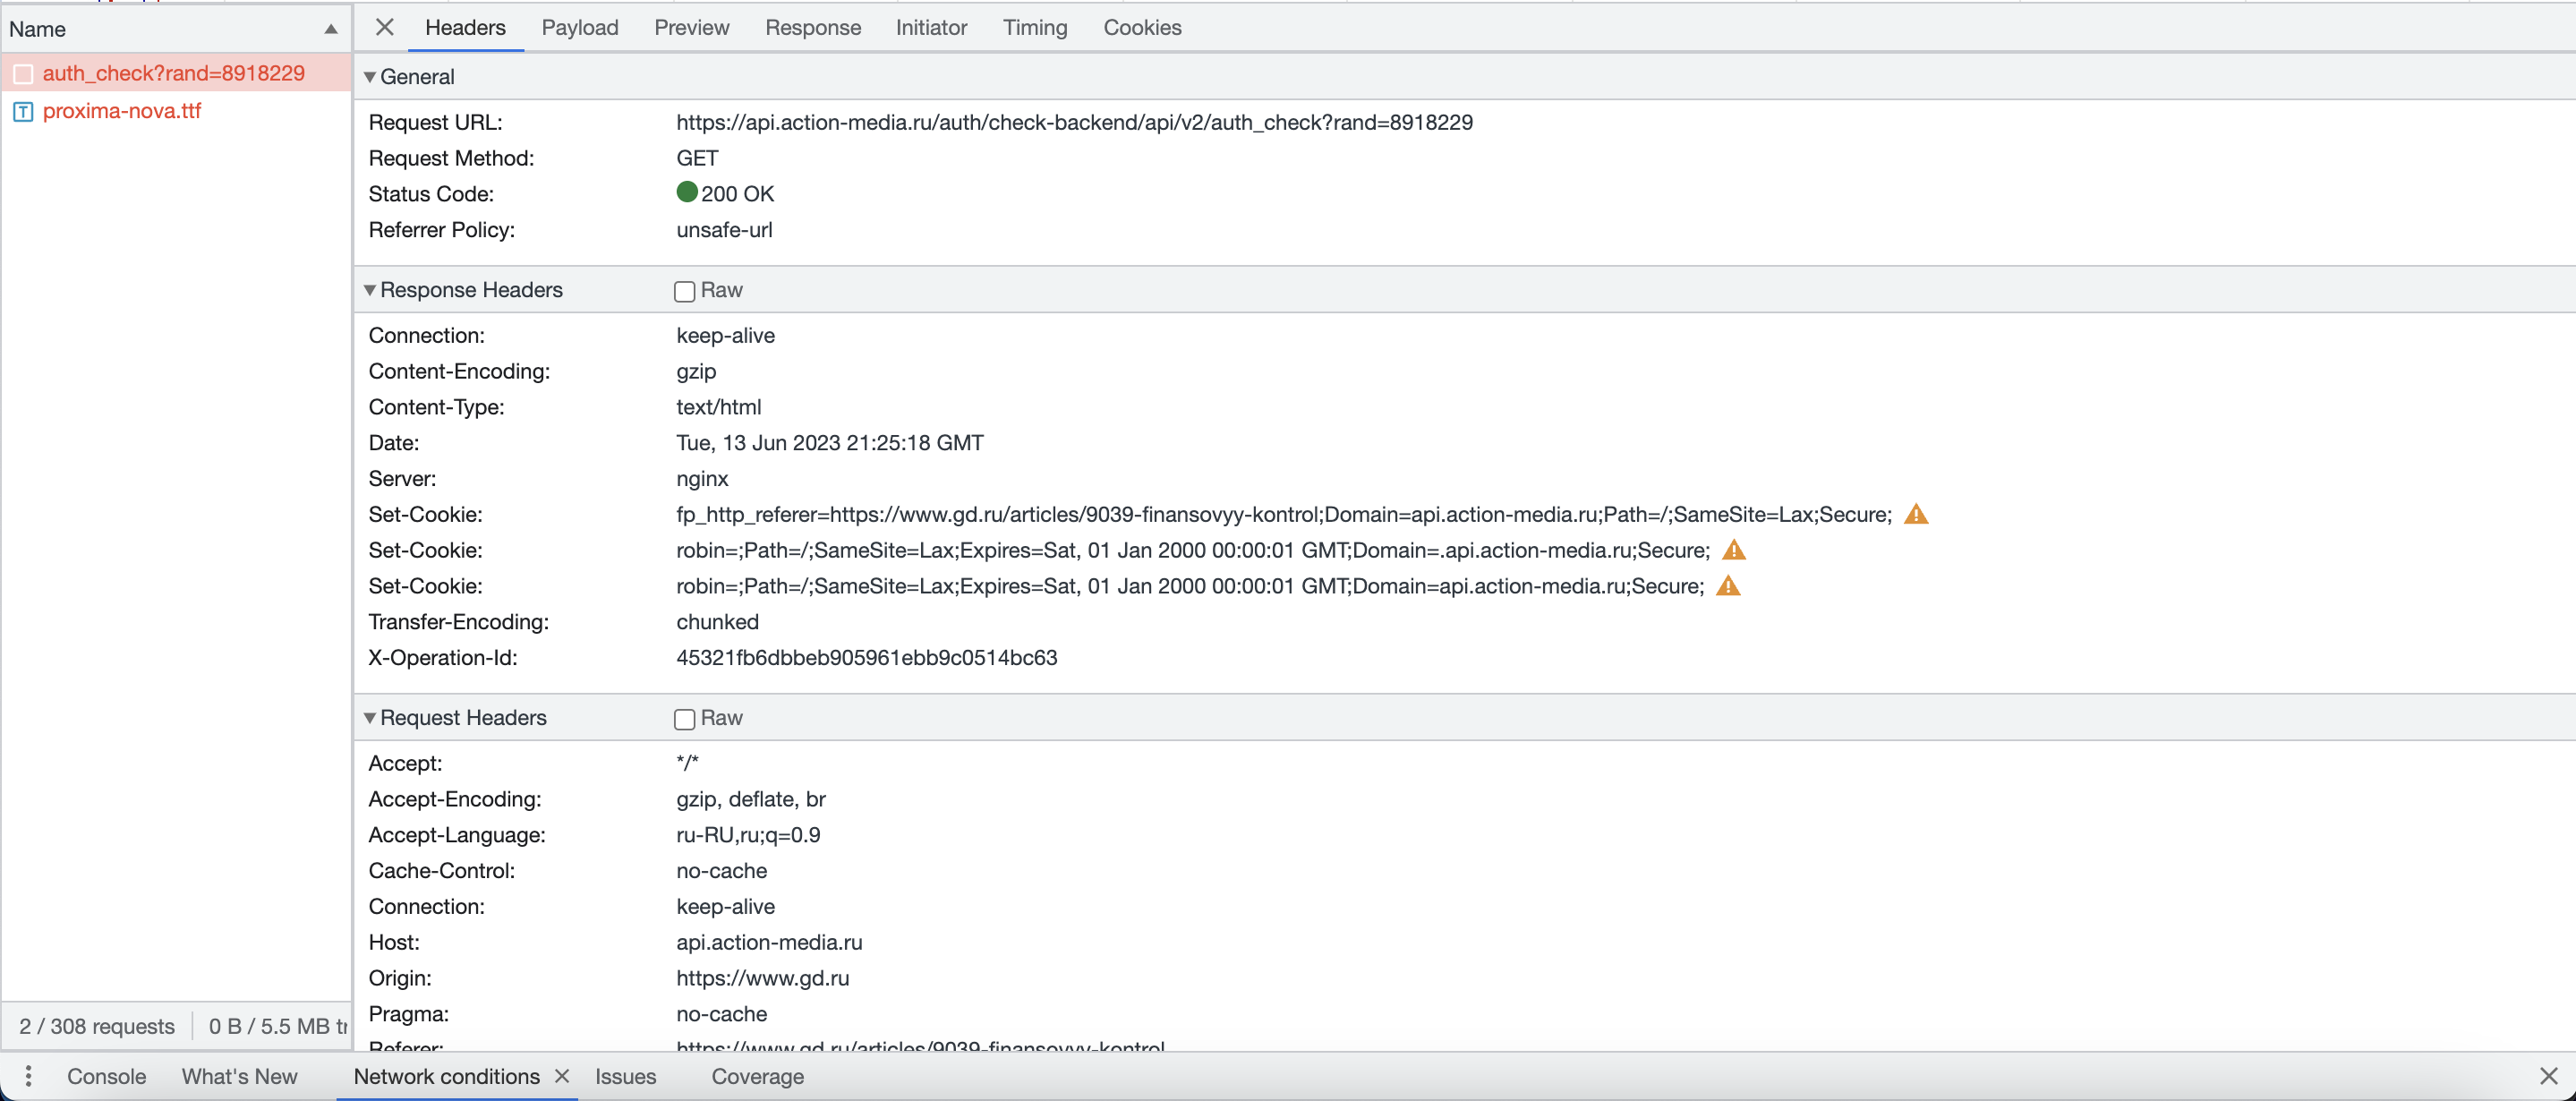 Name
auth_check?rand=8918229
proxima-nova.ttf
2 / 308 requests 0 B / 5.5 MB tr
Headers Payload Preview Response Initiator Timing Cookies
General
Request URL: https://api.action-media.ru/auth/check-backend/api/v2/auth_check?rand=8918229
Request Method: GET
Status Code: 200 OK
Referrer Policy: unsafe-url
Response Headers Raw
Connection: keep-alive
Content-Encoding: gzip
Content-Type: text/html
Date: Tue, 13 Jun 2023 21:25:18 GMT
Server: nginx
Set-Cookie: fp_http_referer=https://www.gd.ru/articles/9039-finansovyy-kontrol;Domain=api.action-media.ru;Path=/;SameSite=Lax;Secure;
Set-Cookie: robin=;Path=/;SameSite=Lax;Expires=Sat, 01 Jan 2000 00:00:01 GMT;Domain=.api.action-media.ru;Secure;
Set-Cookie: robin=;Path=/;SameSite=Lax;Expires=Sat, 01 Jan 2000 00:00:01 GMT;Domain=api.action-media.ru;Secure;
Transfer-Encoding: chunked
X-Operation-Id: 45321fb6dbbeb905961ebb9c0514bc63
Request Headers Raw
Accept: */*
Accept-Encoding: gzip, deflate, br
Accept-Language: ru-RU,ru;q=0.9
Cache-Control: no-cache
Connection: keep-alive
Host: api.action-media.ru
Origin: https://www.gd.ru
Pragma: no-cache
Referer: https://www.gd.ru/articles/9039-finansovyy-kontrol
Console What's New Network conditions Issues Coverage